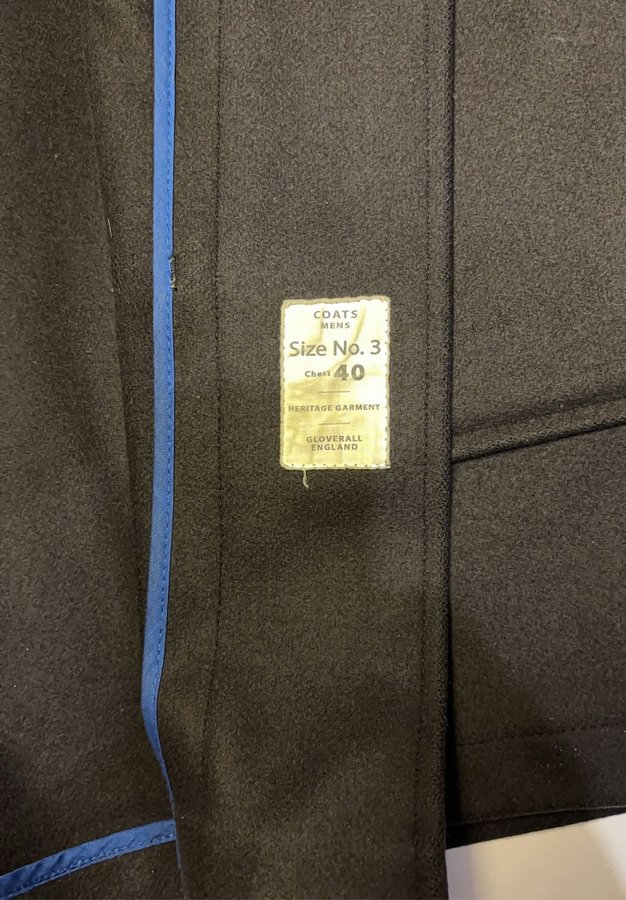 COATS
MENS
Size No. 3
Chest 40
HERITAGE GARMENT
GLOVERALL
ENGLAND